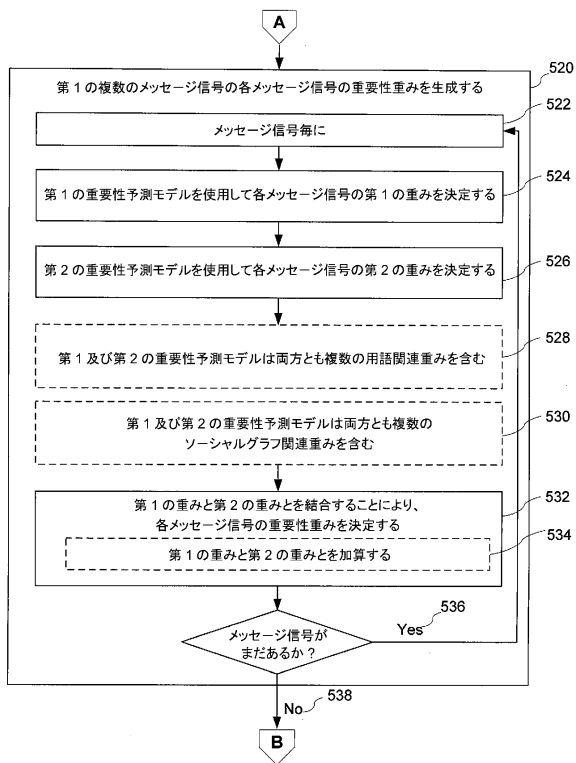 A
520
第1の複数のメッセージ信号の各メッセージ信号の重要性重みを生成する
522
メッセージ信号毎に
524
第1の重要性予測モデルを使用して各メッセージ信号の第1の重みを決定する
526
第2の重要性予測モデルを使用して各メッセージ信号の第2の重みを決定する
528
第1及び第2の重要性予測モデルは両方とも複数の用語関連重みを含む
530
第1及び第2の重要性予測モデルは両方とも複数の
ソーシャルグラフ関連重みを含む
532
第1の重みと第2の重みとを結合することにより、
各メッセージ信号の重要性重みを決定する
534
第1の重みと第2の重みとを加算する
536
メッセージ信号が
まだあるか？
Yes
538
No
B